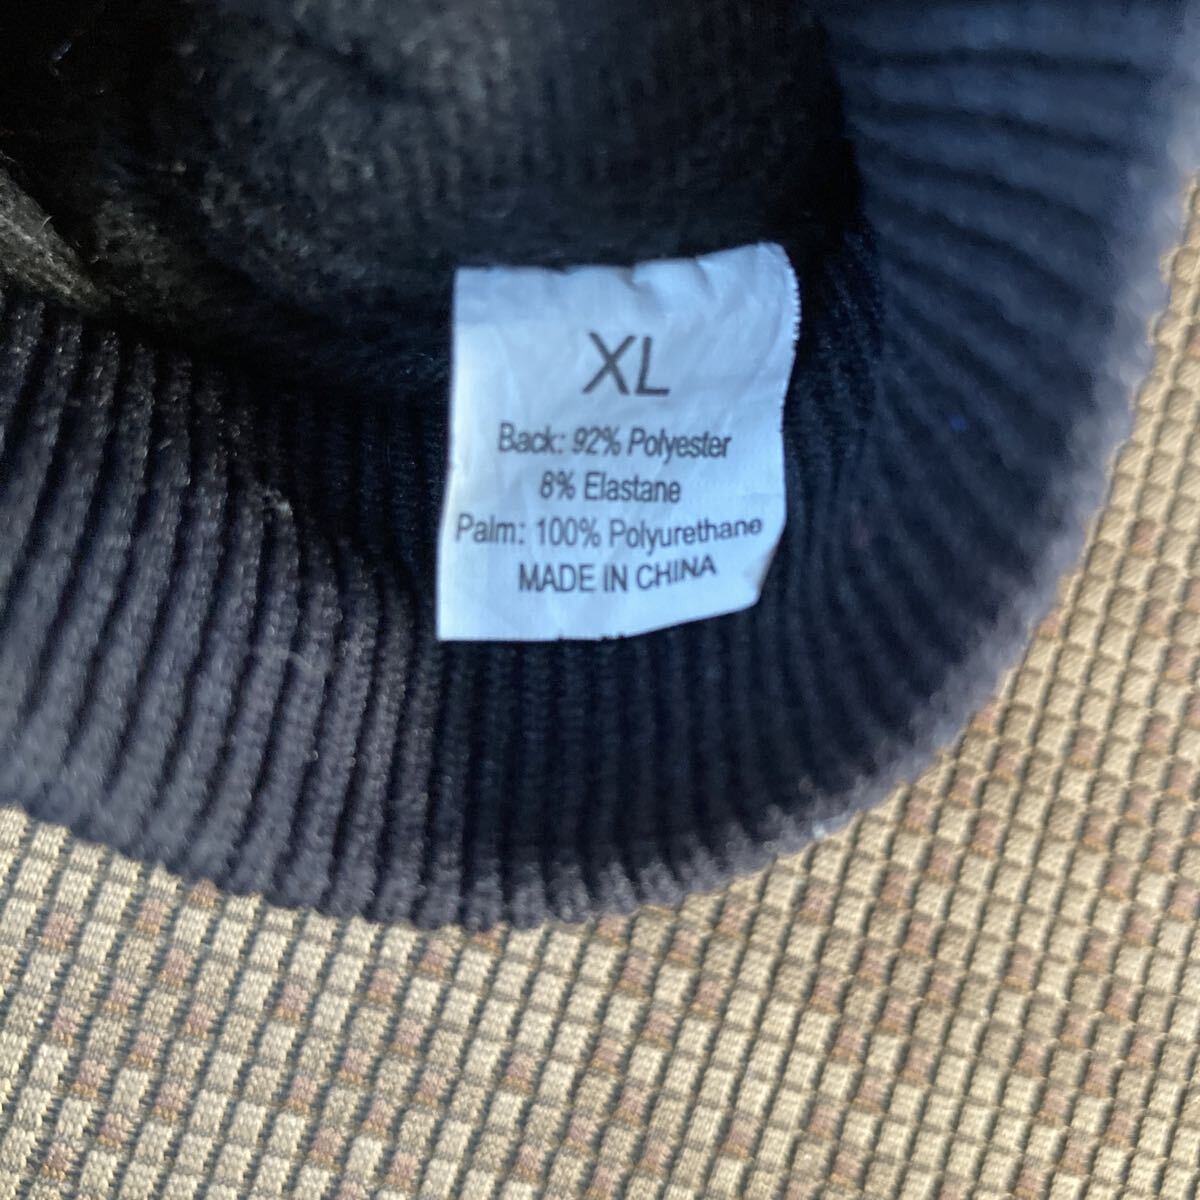 XL
Back: 92% Polyester
8% Elastane
Palm: 100% Polyurethane
MADE IN CHINA